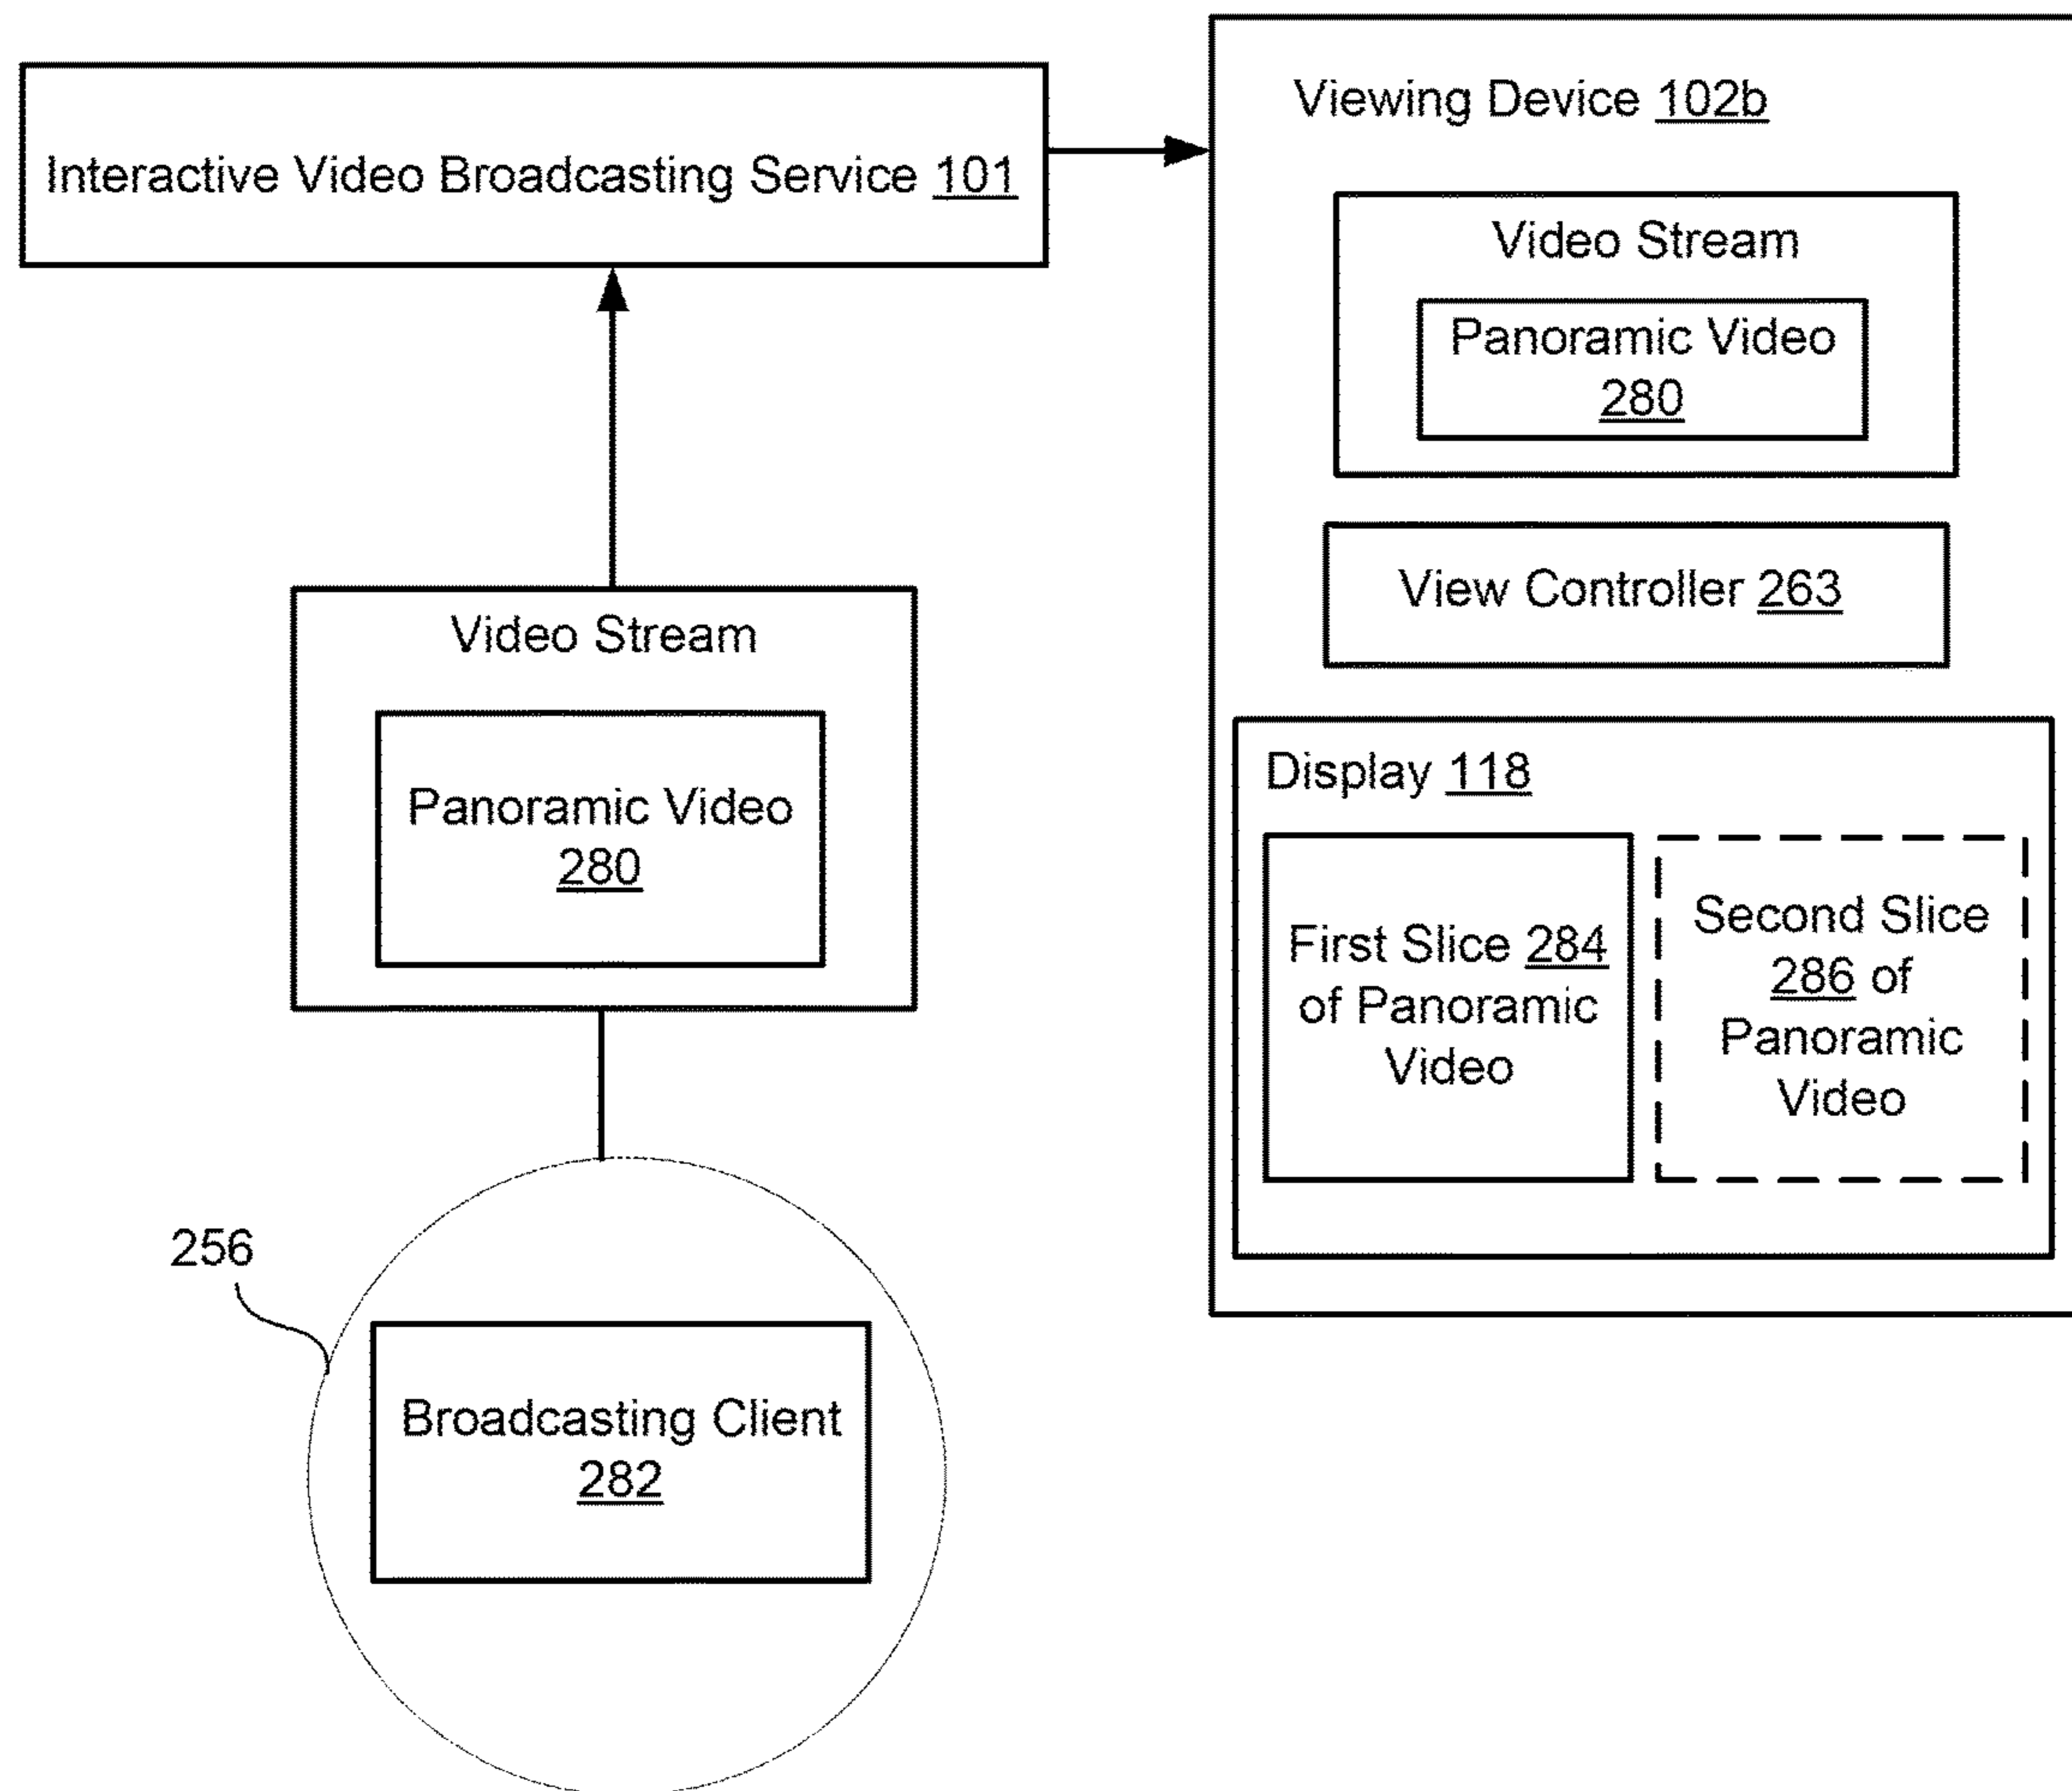 Interactive Video Broadcasting Service 101
Viewing Device 102b
Video Stream
Panoramic Video
280
View Controller 263
Display 118
First Slice 284
of Panoramic
Video
Second Slice
286 of
Panoramic
Video
Video Stream
Panoramic Video
280
256
Broadcasting Client
282